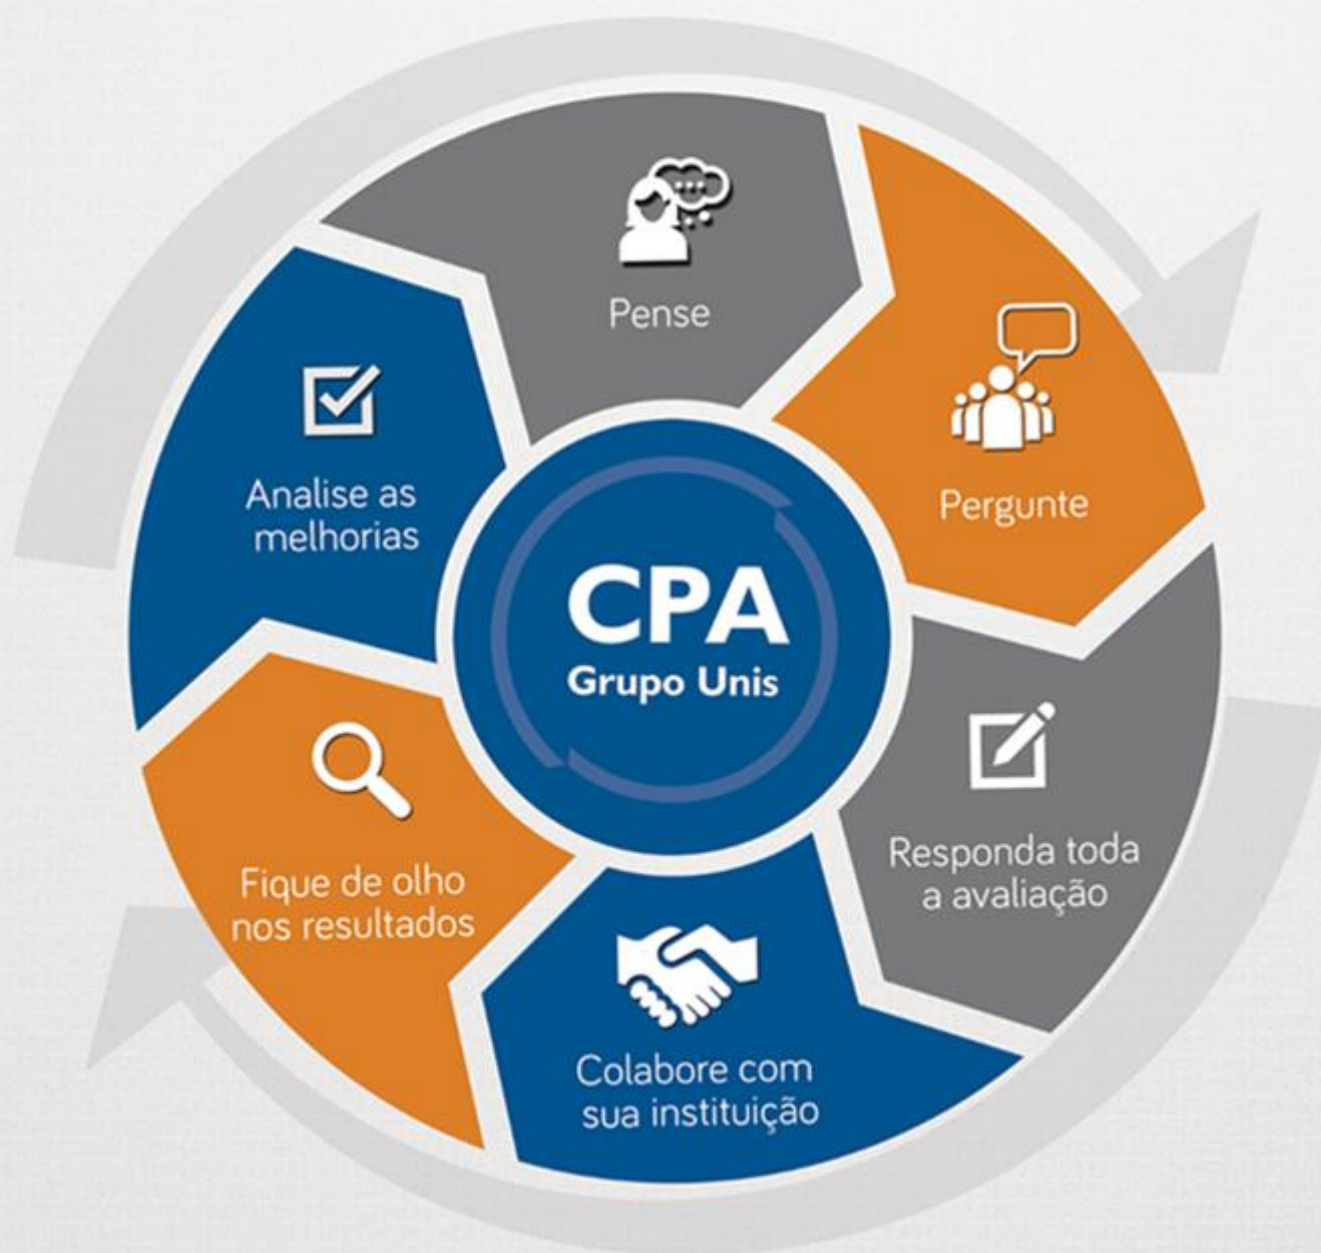 Pense
Pergunte
Responda toda
a avaliação
Colabore com
sua instituição
Fique de olho
nos resultados
Analise as
melhorias
CPA
Grupo Unis